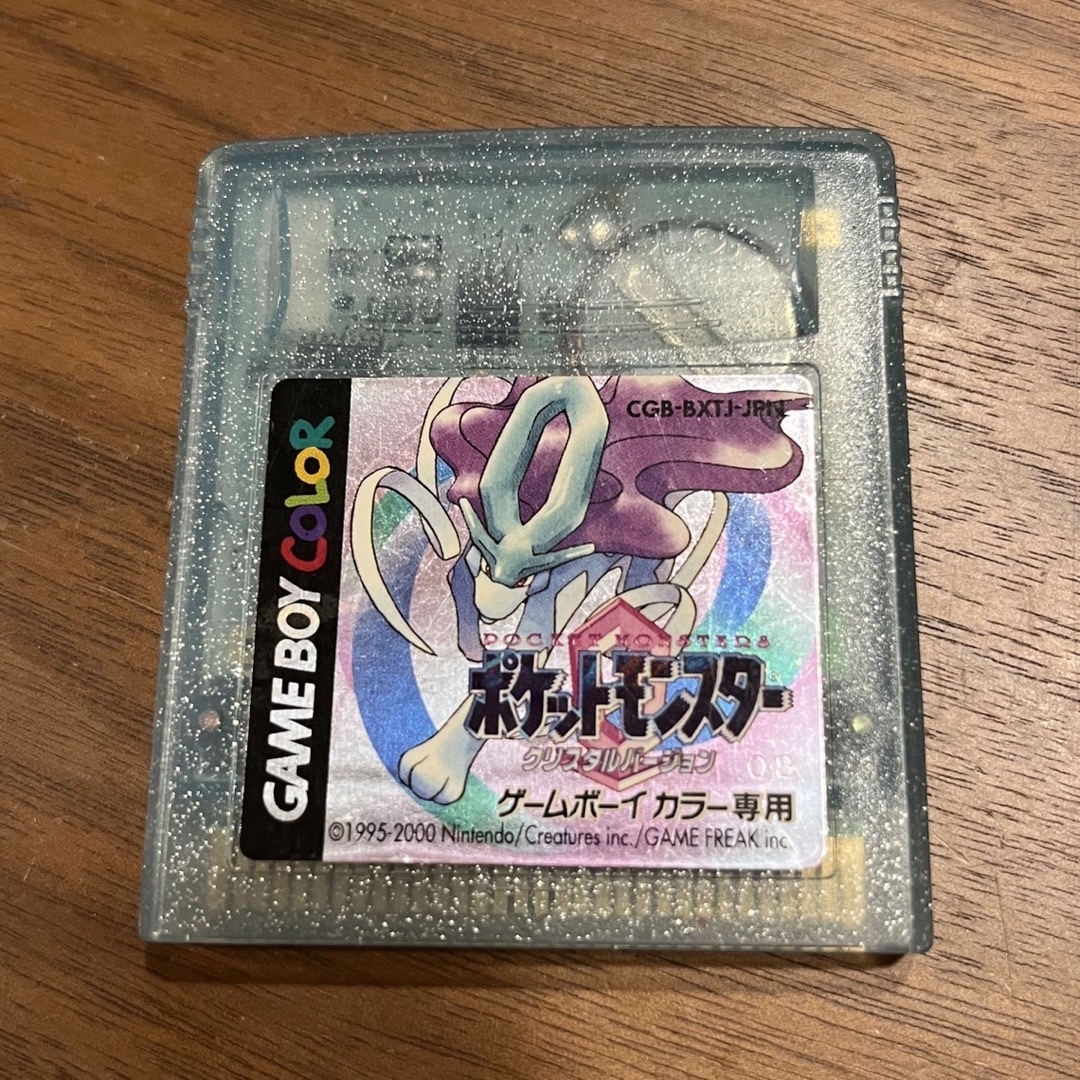 GAME BOY COLOR
CGB-BXTJ-JPN
POCKET MONSTERS
ポケットモンスター
クリスタルバージョン
ゲームボーイ カラー専用
©1995-2000 Nintendo/Creatures inc./GAME FREAK inc.